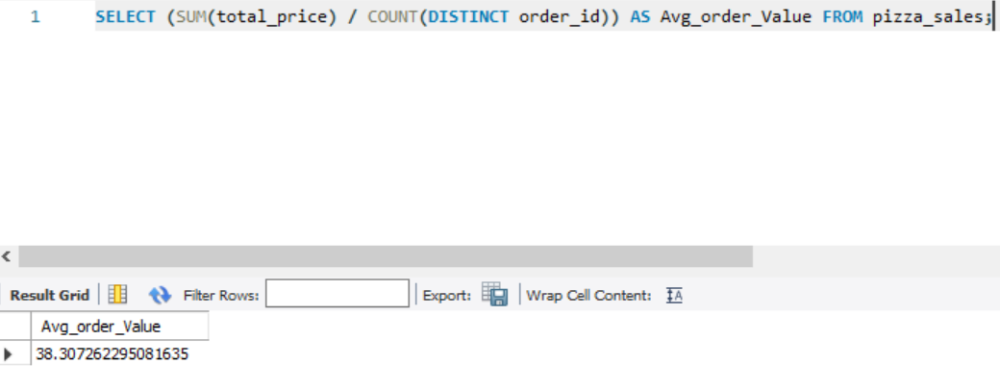 1 SELECT (SUM(total_price) / COUNT(DISTINCT order_id)) AS Avg_order_Value FROM pizza_sales;
Result Grid Filter Rows: Export: Wrap Cell Content:
Avg_order_Value
38.307262295081635